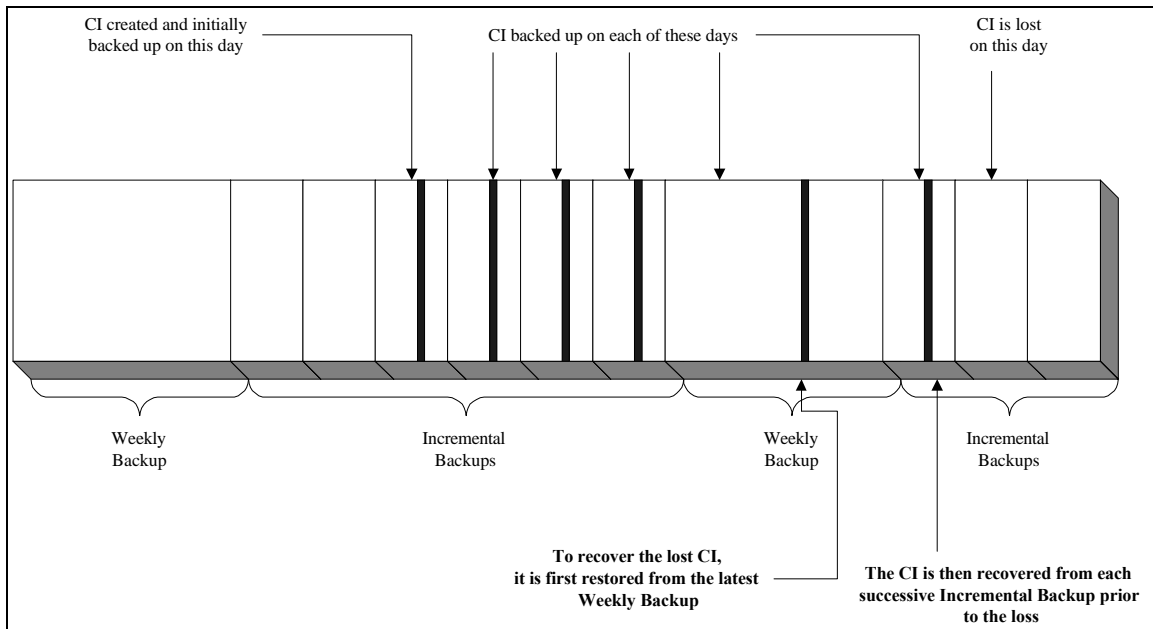 CI created and initially
backed up on this day
CI backed up on each of these days
CI is lost
on this day
Weekly
Backup
Incremental
Backups
Weekly
Backup
Incremental
Backups
To recover the lost CI,
it is first restored from the latest
Weekly Backup
The CI is then recovered from each
successive Incremental Backup prior
to the loss